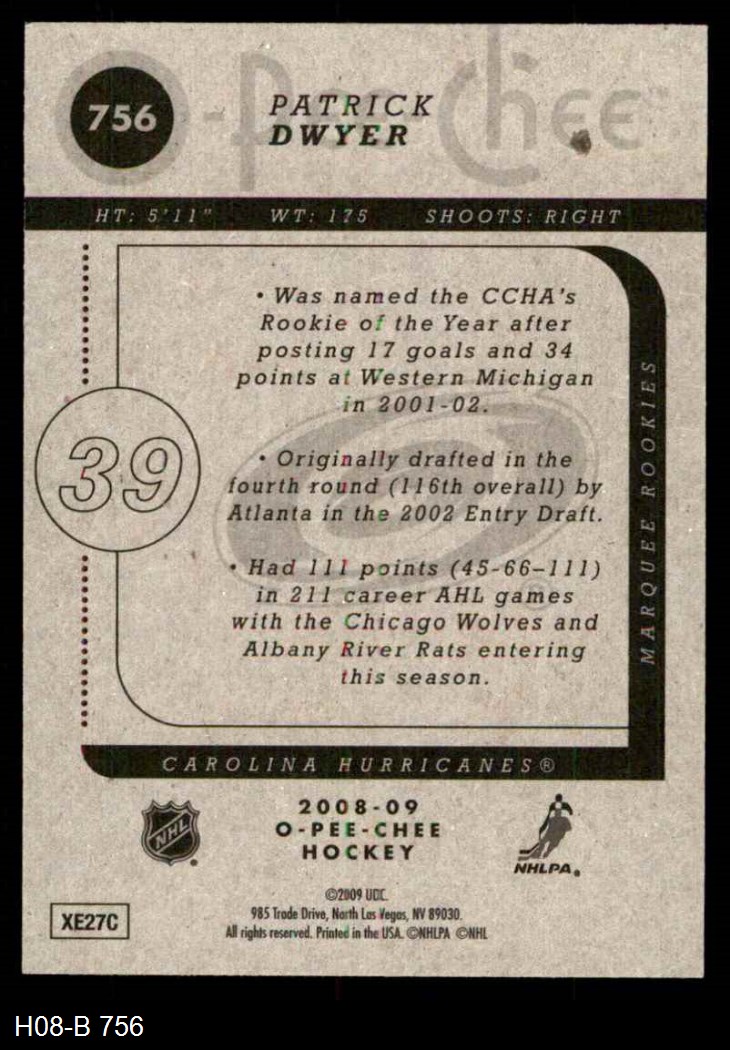 O-Pee-Chee
756
PATRICK
DWYER
HT: 5'11" WT: 175 SHOOTS: RIGHT
• Was named the CCHA's
Rookie of the Year after
posting 17 goals and 34
points at Western Michigan
in 2001-02.
39
• Originally drafted in the
fourth round (116th overall) by
Atlanta in the 2002 Entry Draft.
• Had 111 points (45-66–111)
in 211 career AHL games
with the Chicago Wolves and
Albany River Rats entering
this season.
MARQUEE ROOKIES
CAROLINA HURRICANES®
NHL
2008-09
O-PEE-CHEE
HOCKEY
NHLPA
©2009 UDC.
985 Trade Drive, North Las Vegas, NV 89030.
All rights reserved. Printed in the USA. ©NHLPA ©NHL
XE27C
H08-B 756